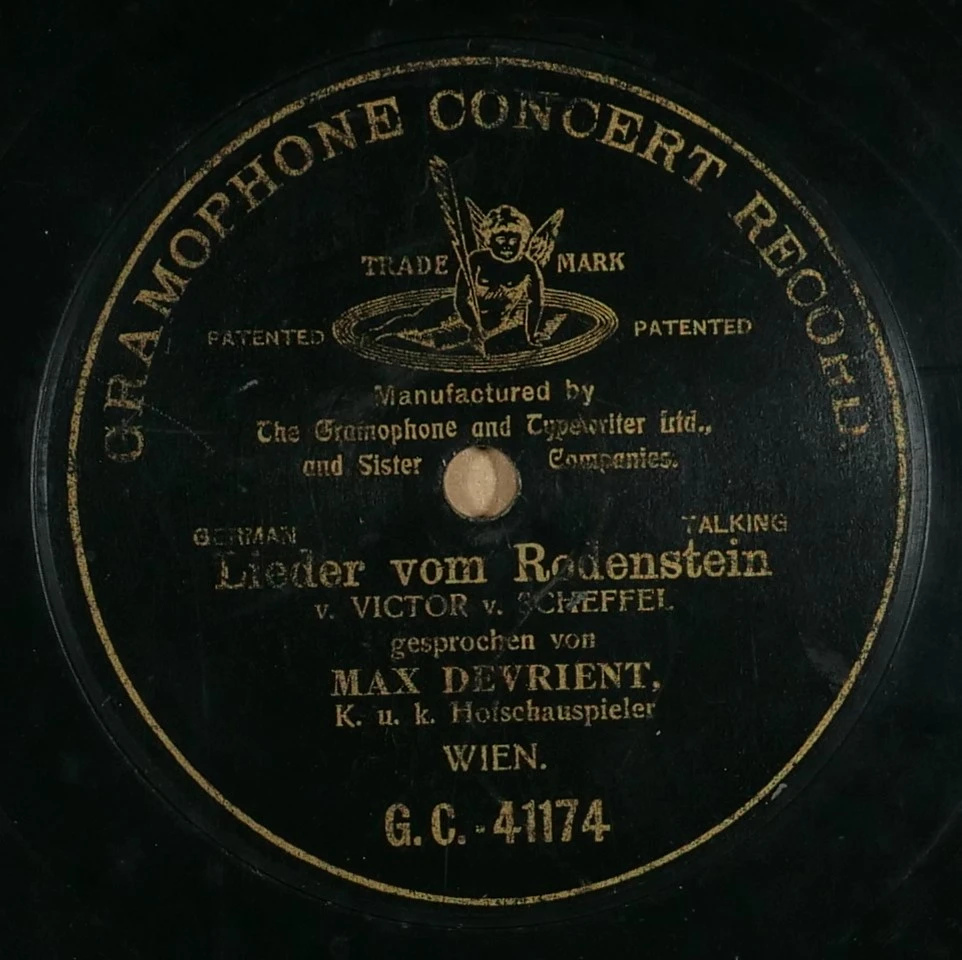 GRAMOPHONE CONCERT RECORD.
TRADE MARK
PATENTED PATENTED
Manufactured by
The Gramophone and Typewriter Ltd.,
and Sister Companies.
GERMAN TALKING
Lieder vom Rodenstein
v. VICTOR v. SCHEFFEL
gesprochen von
MAX DEVRIENT,
K. u. k. Hofschauspieler
WIEN.
G. C. - 41174